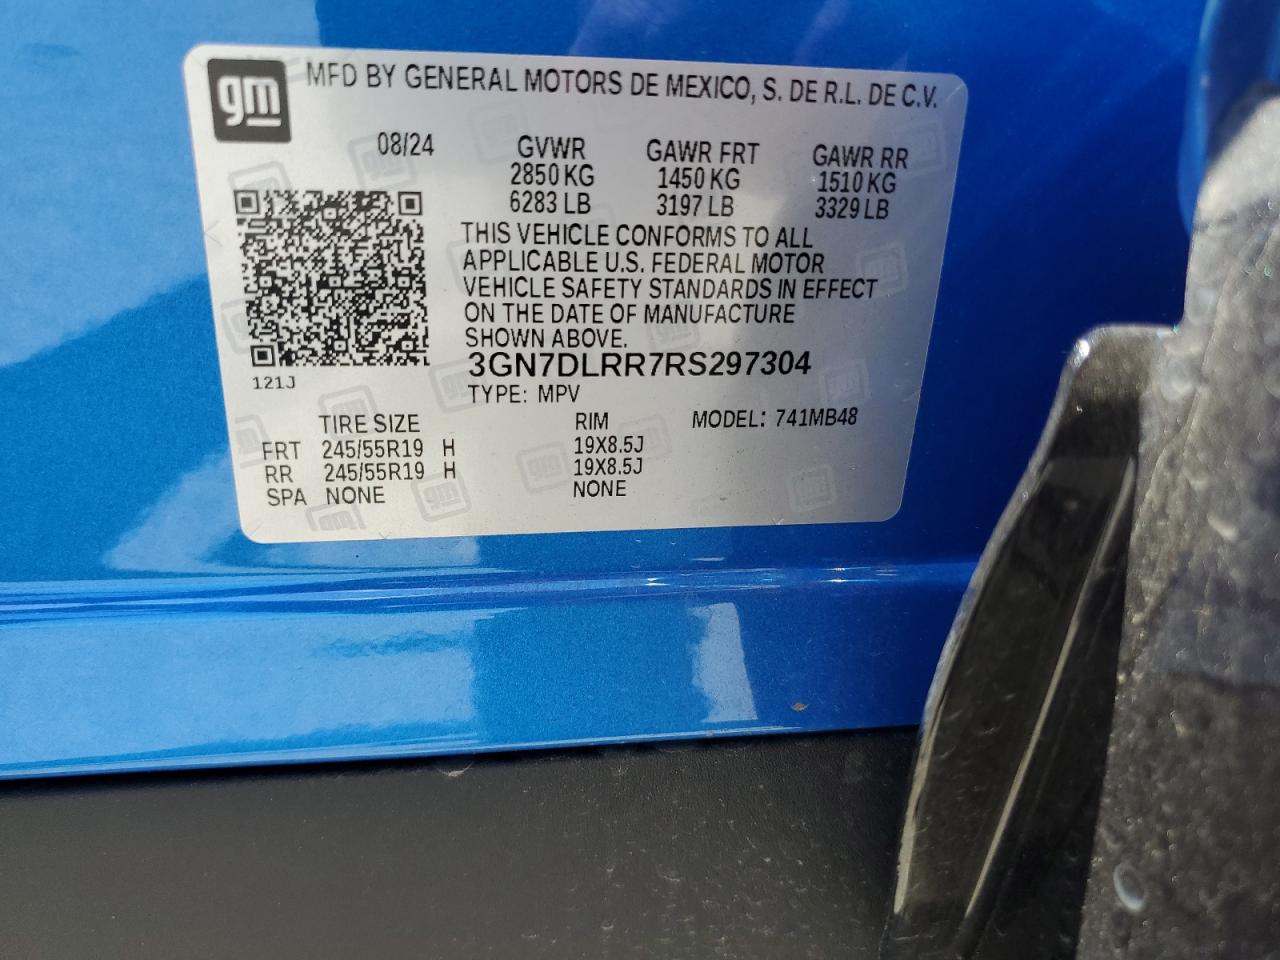 gm
MFD BY GENERAL MOTORS DE MEXICO, S. DE R.L. DE C.V.
08/24 GVWR GAWR FRT GAWR RR
2850 KG 1450 KG 1510 KG
6283 LB 3197 LB 3329 LB
THIS VEHICLE CONFORMS TO ALL
APPLICABLE U.S. FEDERAL MOTOR
VEHICLE SAFETY STANDARDS IN EFFECT
ON THE DATE OF MANUFACTURE
SHOWN ABOVE.
3GN7DLRR7RS297304
121J
TYPE: MPV
TIRE SIZE RIM MODEL: 741MB48
FRT 245/55R19 H 19X8.5J
RR 245/55R19 H 19X8.5J
SPA NONE NONE